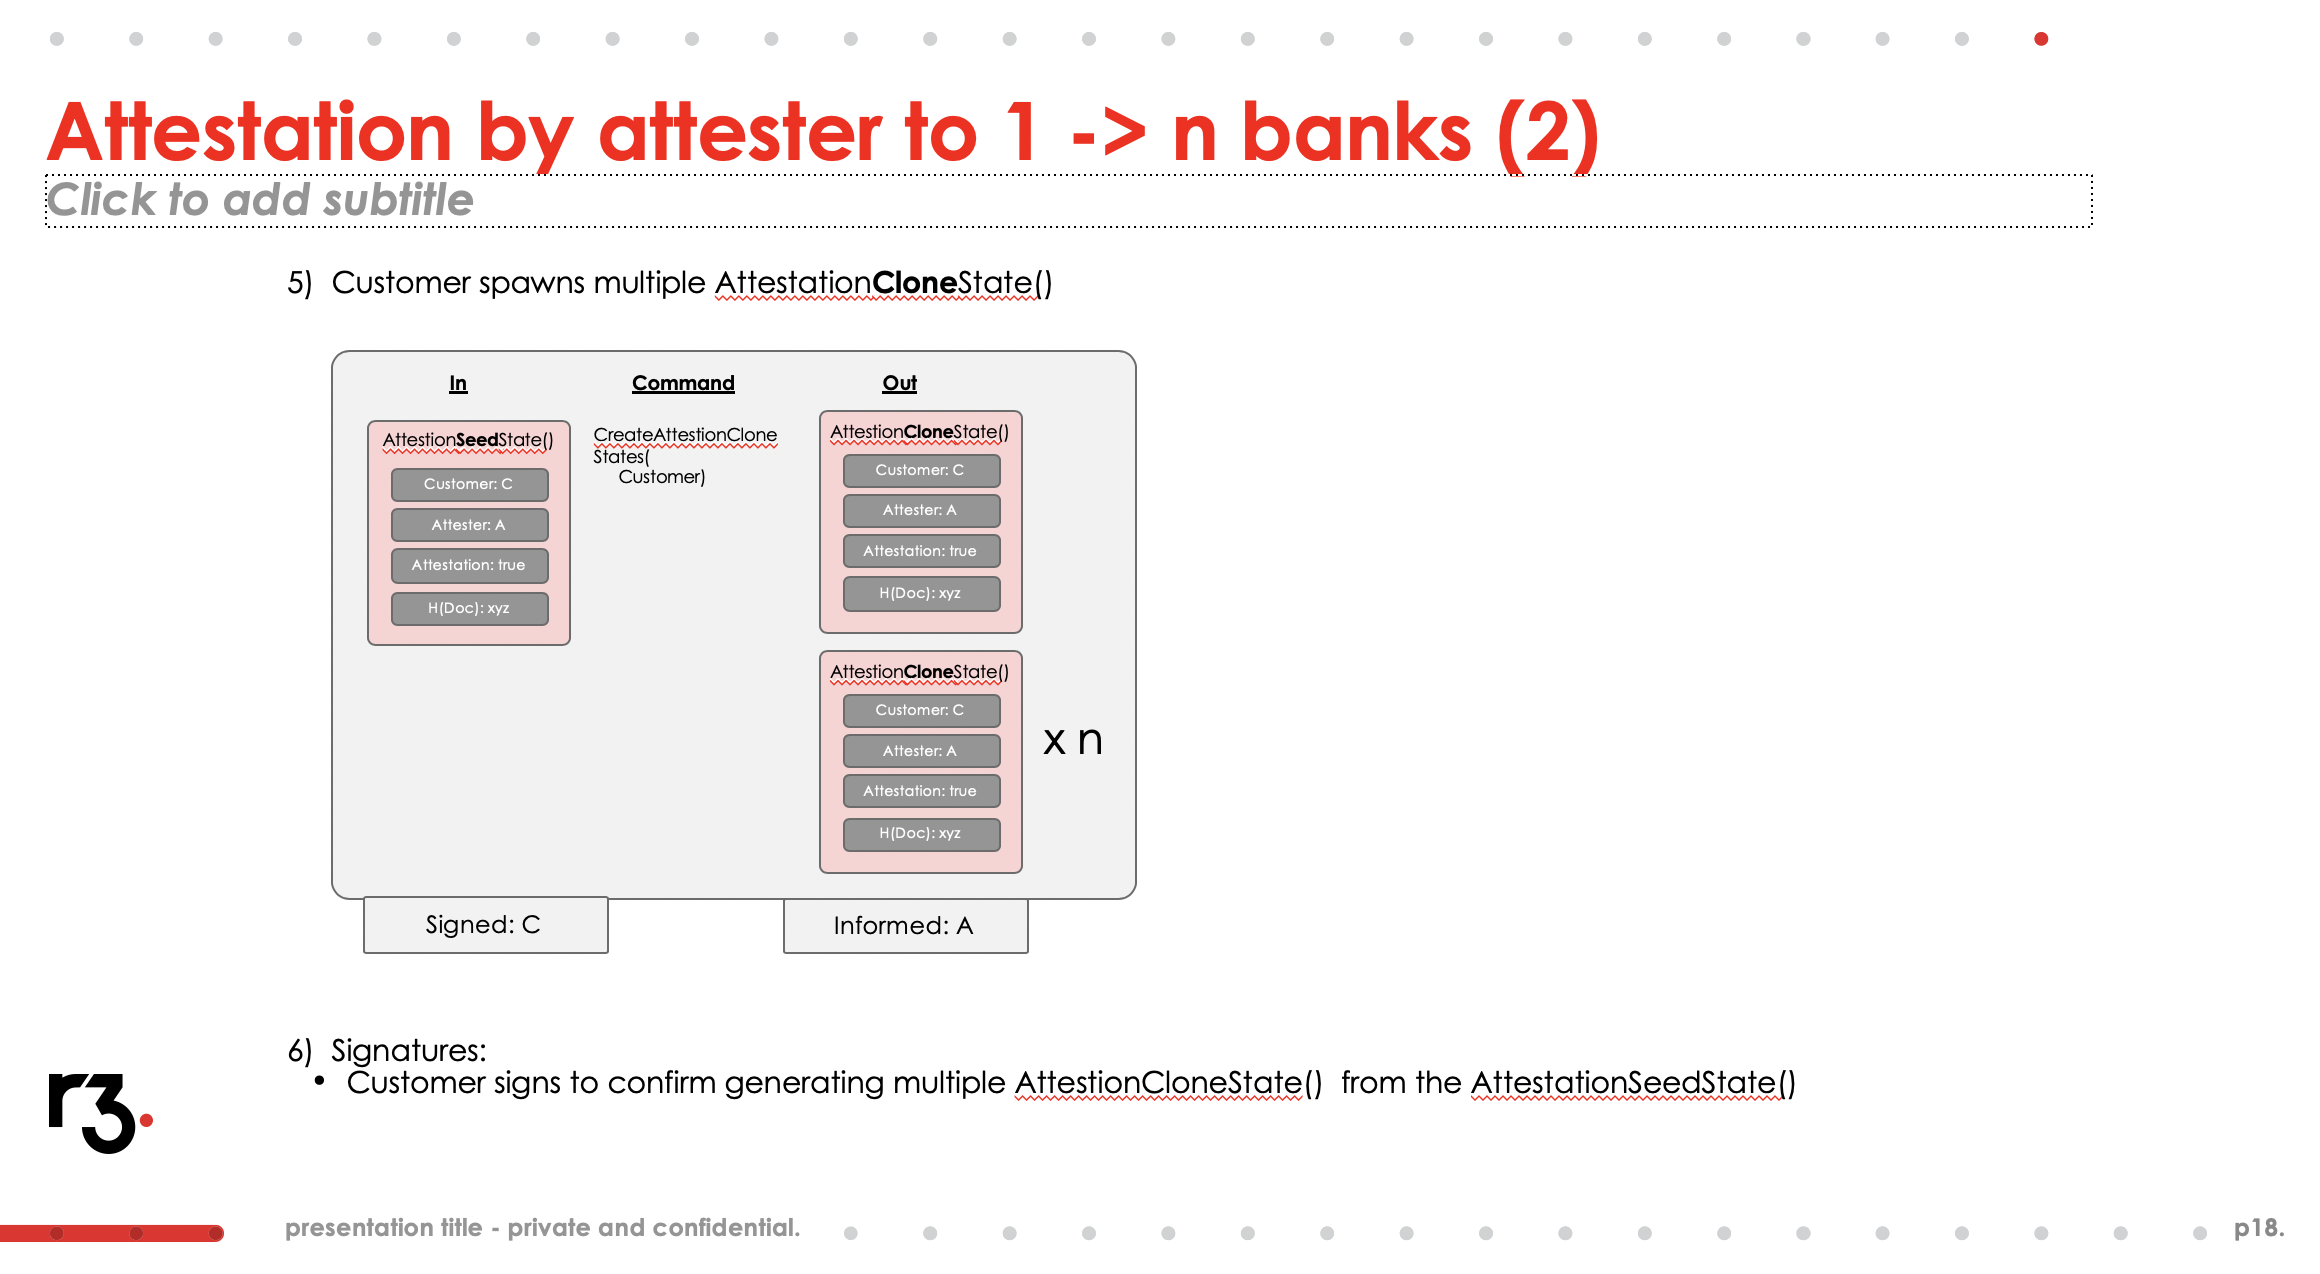 Attestation by attester to 1 -> n banks (2)
Click to add subtitle
5) Customer spawns multiple AttestationCloneState()
In
Command
Out
AttestionSeedState()
Customer: C
Attester: A
Attestation: true
H(Doc): xyz
CreateAttestionClone
States(
Customer)
AttestionCloneState()
Customer: C
Attester: A
Attestation: true
H(Doc): xyz
AttestionCloneState()
Customer: C
Attester: A
Attestation: true
H(Doc): xyz
x n
Signed: C
Informed: A
6) Signatures:
• Customer signs to confirm generating multiple AttestionCloneState() from the AttestationSeedState()
r3.
presentation title - private and confidential.
p18.